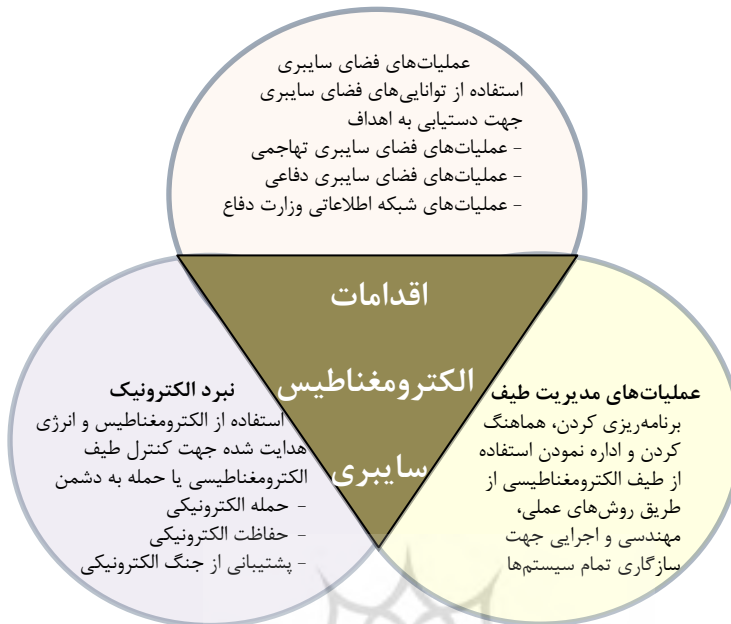 عملیات‌های فضای سایبری
استفاده از توانایی‌های فضای سایبری
جهت دستیابی به اهداف
- عملیات‌های فضای سایبری تهاجمی
- عملیات‌های فضای سایبری دفاعی
- عملیات‌های شبکه اطلاعاتی وزارت دفاع
اقدامات
الکترومغناطیس
سایبری
عملیات‌های مدیریت طیف
برنامه‌ریزی کردن، هماهنگ
کردن و اداره نمودن استفاده
از طیف الکترومغناطیسی از
طریق روش‌های عملی،
مهندسی و اجرایی جهت
سازگاری تمام سیستم‌ها
نبرد الکترونیک
استفاده از الکترومغناطیس و انرژی
هدایت شده جهت کنترل طیف
الکترومغناطیسی یا حمله به دشمن
- حمله الکترونیکی
- حفاظت الکترونیکی
- پشتیبانی از جنگ الکترونیکی